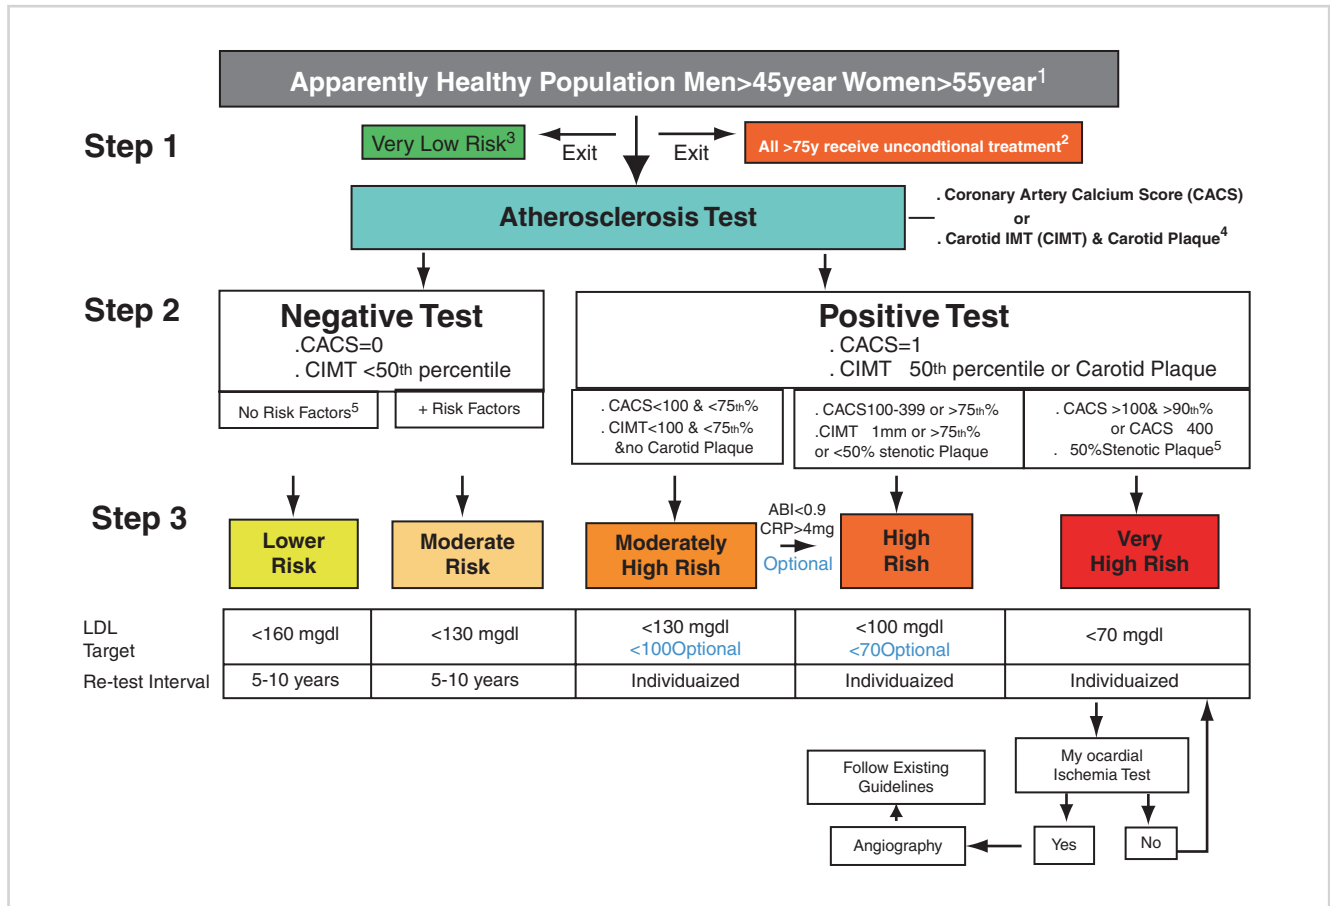 Apparently Healthy Population Men>45year Women>55year1
Step 1
Very Low Risk3
Exit
Exit
All >75y receive uncondtional treatment2
Atherosclerosis Test
. Coronary Artery Calcium Score (CACS)
or
. Carotid IMT (CIMT) & Carotid Plaque4
Step 2
Negative Test
.CACS=0
. CIMT <50th percentile
Positive Test
. CACS=1
. CIMT 50th percentile or Carotid Plaque
No Risk Factors5
+ Risk Factors
. CACS<100 & <75th%
. CIMT<100 & <75th%
&no Carotid Plaque
. CACS100-399 or >75th%
.CIMT 1mm or >75th%
or <50% stenotic Plaque
. CACS >100& >90th%
or CACS 400
. 50%Stenotic Plaque5
Step 3
Lower
Risk
Moderate
Risk
Moderately
High Rish
ABI<0.9
CRP>4mg
Optional
High
Rish
Very
High Rish
LDL
Target
<160 mgdl
<130 mgdl
<130 mgdl
<100Optional
<100 mgdl
<70Optional
<70 mgdl
Re-test Interval
5-10 years
5-10 years
Individuaized
Individuaized
Individuaized
My ocardial
Ischemia Test
Follow Existing
Guidelines
Angiography
Yes
No